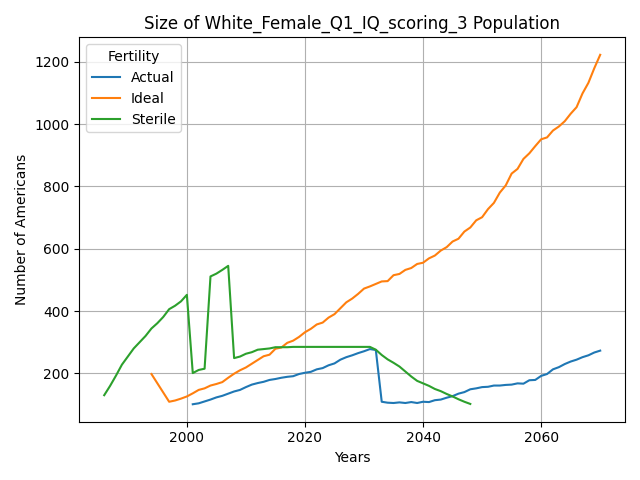 Size of White_Female_Q1_IQ_scoring_3 Population
Fertility
Actual
Ideal
Sterile
Number of Americans
1200
1000
800
600
400
200
2000
2020
2040
2060
Years